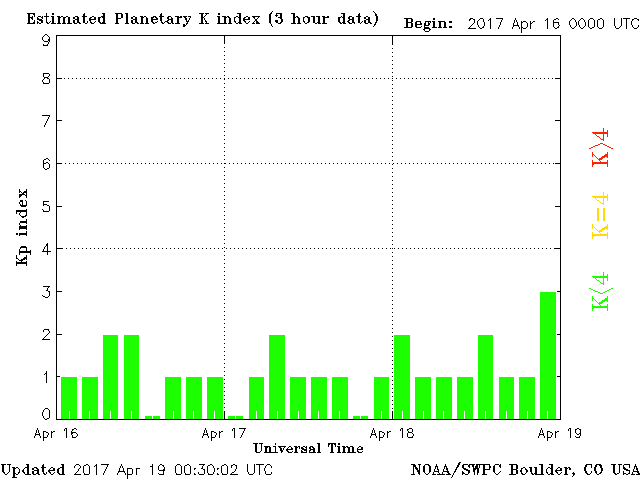 Estimated Planetary K index (3 hour data)
Begin: 2017 Apr 16 0000 UTC
9
8
7
6
5
4
3
2
1
0
Kp index
K>4
K=4
K<4
Apr 16
Apr 17
Apr 18
Apr 19
Universal Time
Updated 2017 Apr 19 00:30:02 UTC
NOAA/SWPC Boulder, CO USA